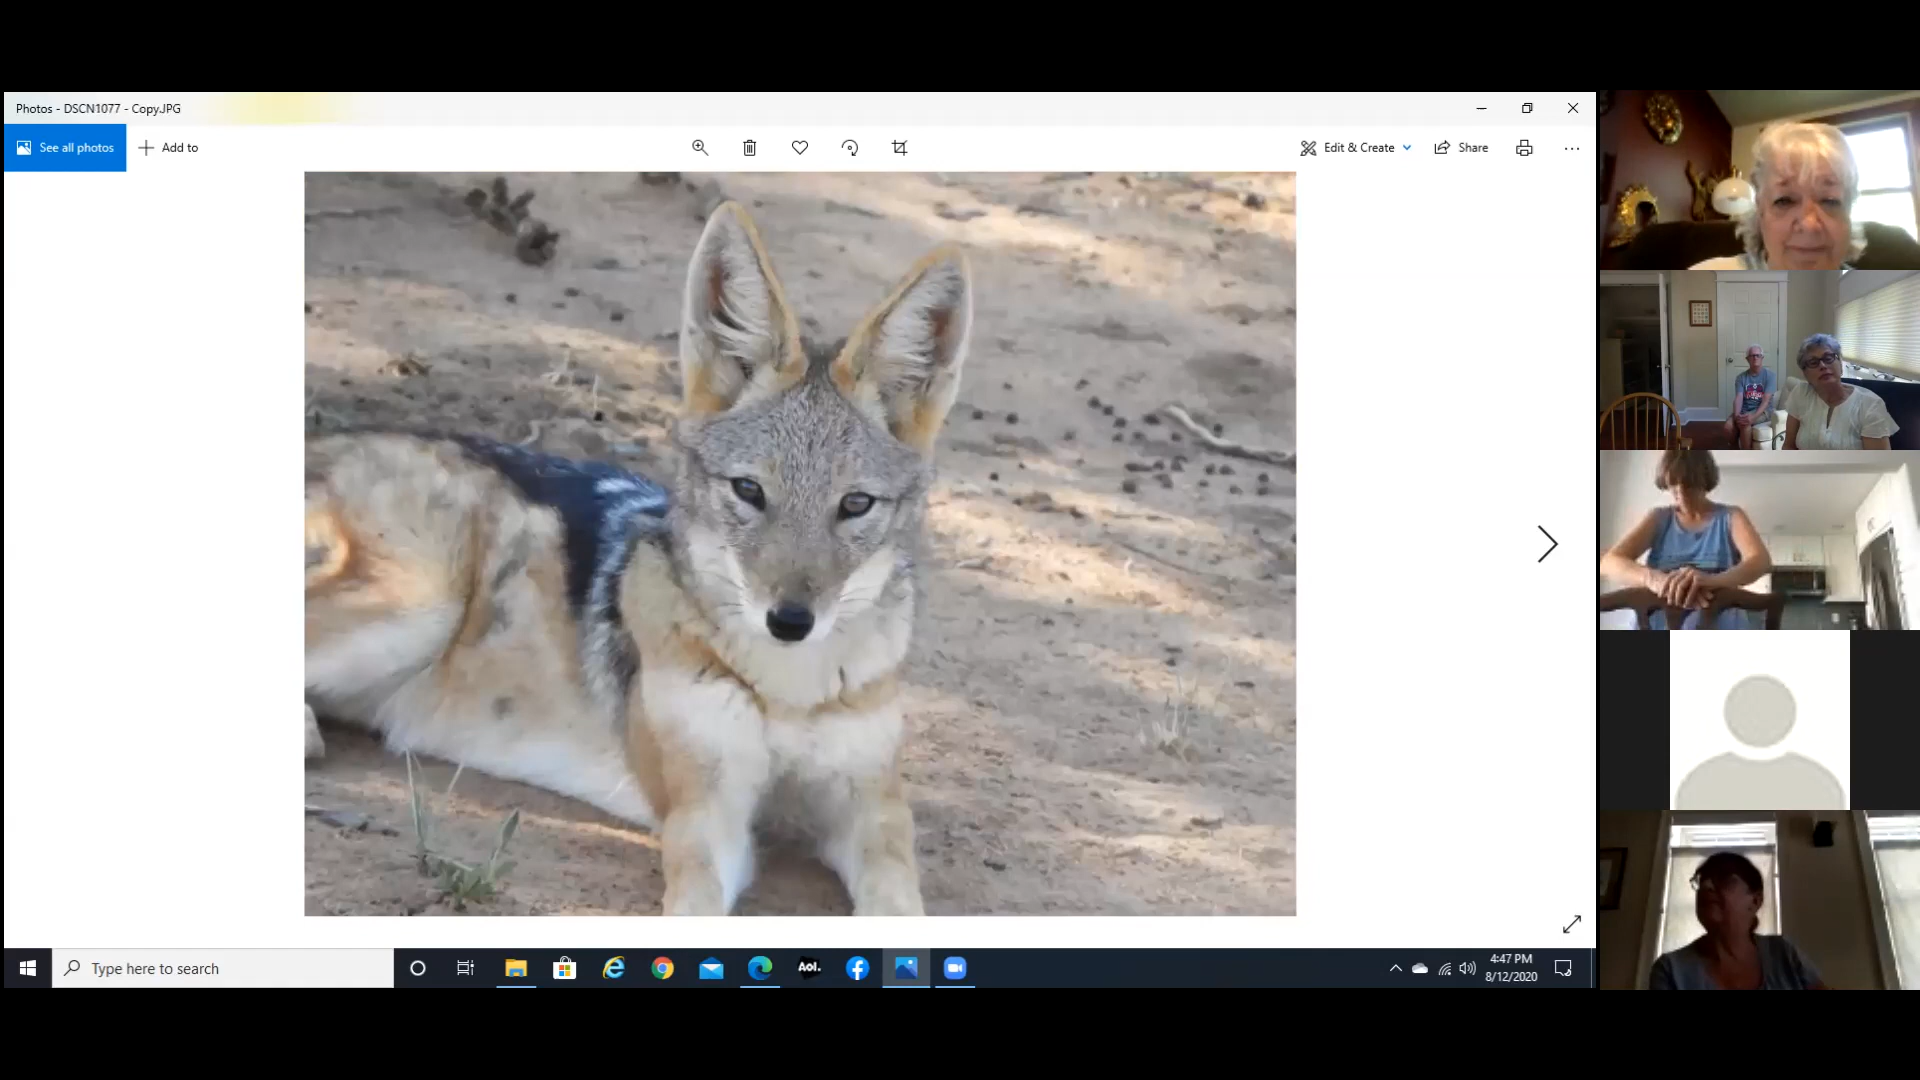 Photos - DSCN1077 - Copy.JPG
See all photos
Add to
Edit & Create
Share
Type here to search
Aol.
4:47 PM
8/12/2020